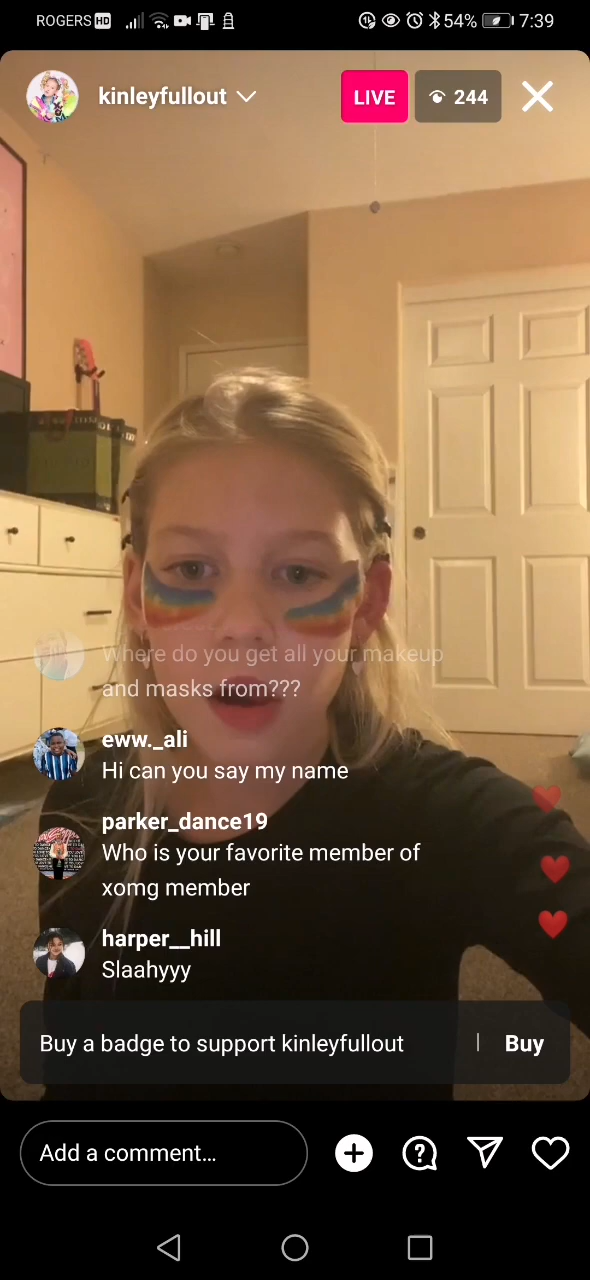 ROGERS HD 54% 7:39
kinleyfullout LIVE 244
Where do you get all your makeup
and masks from???
eww._ali
Hi can you say my name
parker_dance19
Who is your favorite member of
xomg member
harper__hill
Slaahyyy
Buy a badge to support kinleyfullout | Buy
Add a comment...